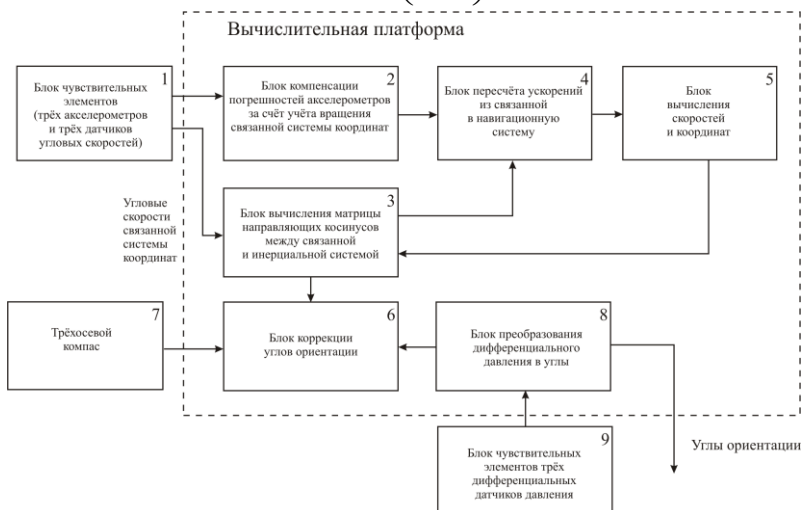 Вычислительная платформа
1
Блок чувствительных
элементов
(трёх акселерометров
и трёх датчиков
угловых скоростей)
2
Блок компенсации
погрешностей акселерометров
за счёт учёта вращения
связанной системы координат
4
Блок пересчёта ускорений
из связанной
в навигационную
систему
5
Блок
вычисления
скоростей
и координат
Угловые
скорости
связанной
системы
координат
3
Блок вычисления матрицы
направляющих косинусов
между связанной
и инерциальной системой
7
Трёхосевой
компас
6
Блок коррекции
углов ориентации
8
Блок преобразования
дифференциального
давления в углы
9
Блок чувствительных
элементов трёх
дифференциальных
датчиков давления
Углы ориентации